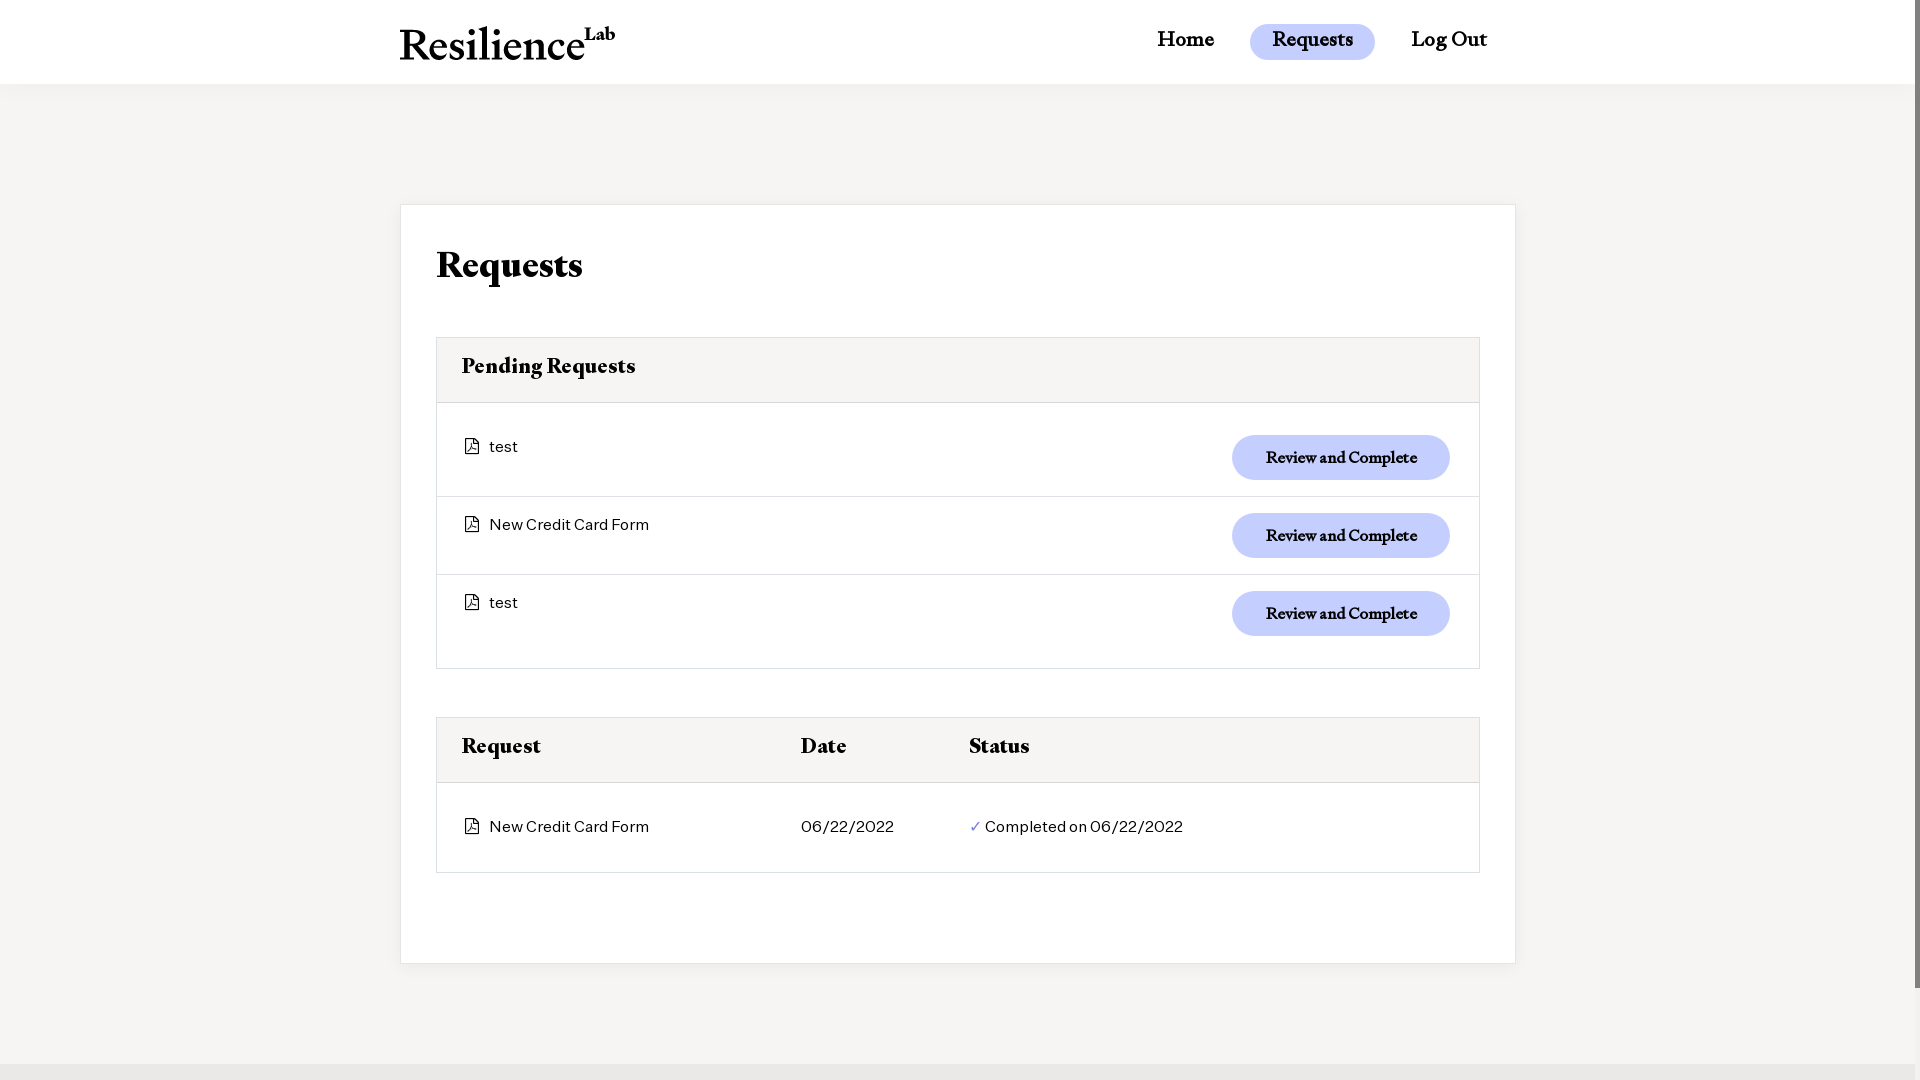 Resilience Lab
Home Requests Log Out
Requests
Pending Requests
test Review and Complete
New Credit Card Form Review and Complete
test Review and Complete
Request Date Status
New Credit Card Form 06/22/2022 ✓ Completed on 06/22/2022